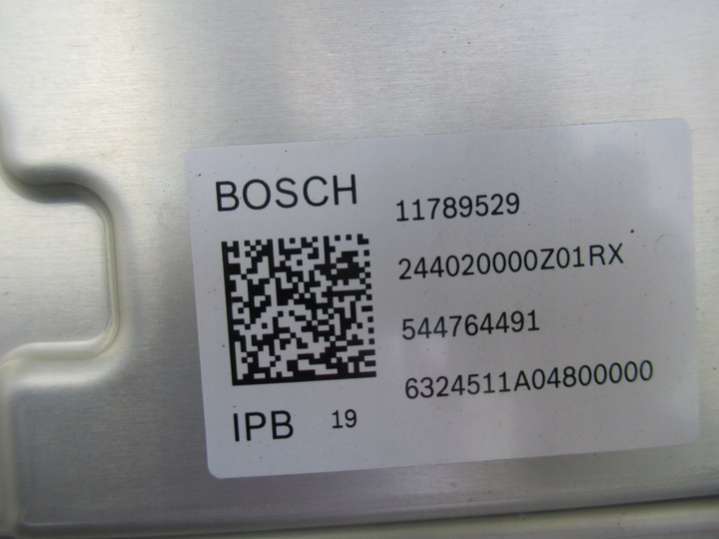 BOSCH
11789529
244020000Z01RX
544764491
6324511A04800000
IPB 19